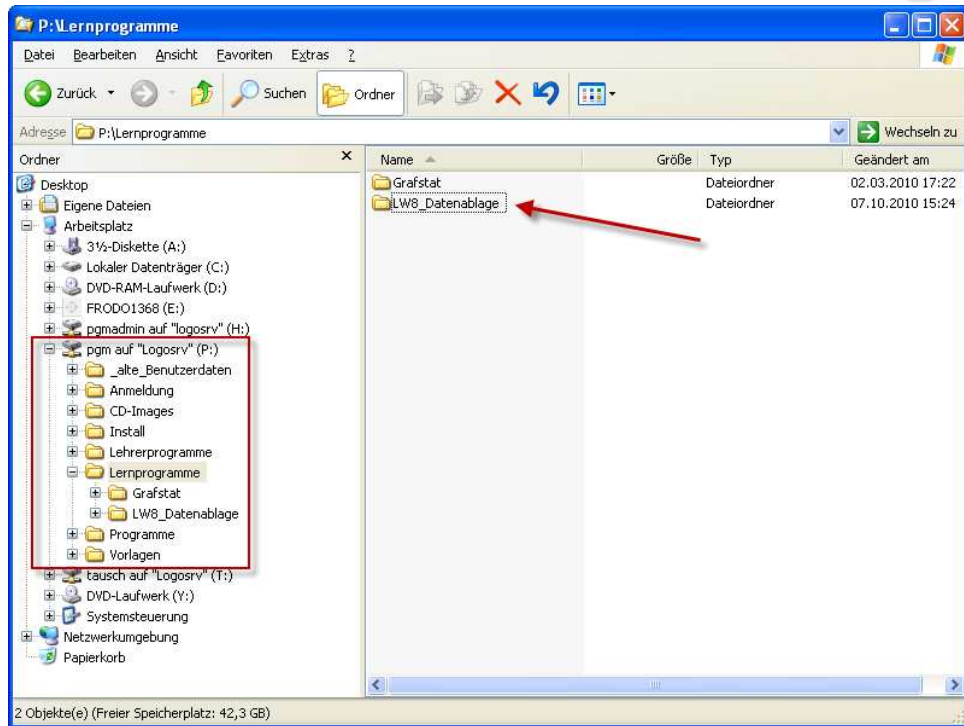 P:\Lernprogramme
Datei Bearbeiten Ansicht Favoriten Extras ?
Zurück Suchen Ordner
Adresse P:\Lernprogramme Wechseln zu
Ordner x Name Größe Typ Geändert am
Desktop
Eigene Dateien
Arbeitsplatz
3½-Diskette (A:)
Lokaler Datenträger (C:)
DVD-RAM-Laufwerk (D:)
FRODO1368 (E:)
pgmadmin auf "logosrv" (H:)
pgm auf "Logosrv" (P:)
_alte_Benutzerdaten
Anmeldung
CD-Images
Install
Lehrerprogramme
Lernprogramme
Grafstat
LW8_Datenablage
Programme
Vorlagen
tausch auf "Logosrv" (T:)
DVD-Laufwerk (Y:)
Systemsteuerung
Netzwerkumgebung
Papierkorb
Grafstat Dateiordner 02.03.2010 17:22
LW8_Datenablage Dateiordner 07.10.2010 15:24
2 Objekte(e) (Freier Speicherplatz: 42,3 GB)